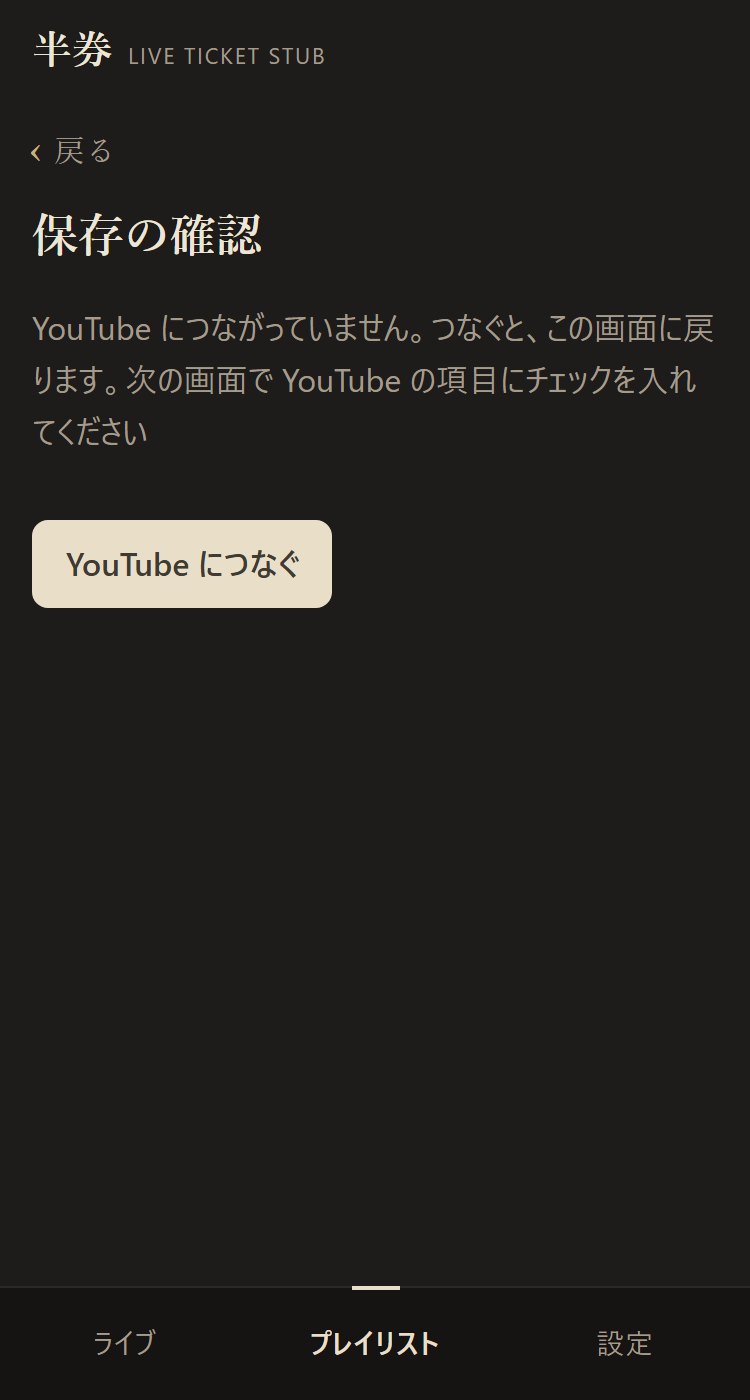 半券 LIVE TICKET STUB
‹ 戻る
保存の確認
YouTube につながっていません。つなぐと、この画面に戻
ります。次の画面で YouTube の項目にチェックを入れ
てください
YouTube につなぐ
ライブ プレイリスト 設定